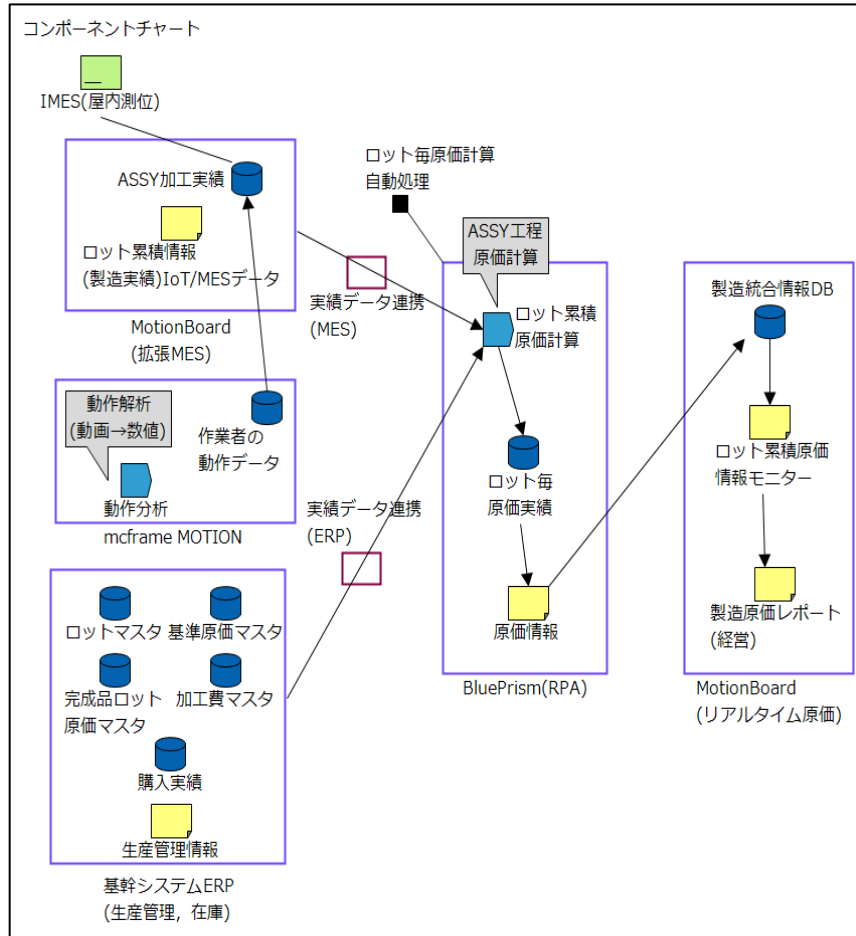 コンポーネントチャート
IMES(屋内測位)
ASSY加工実績
ロット累積情報
(製造実績)IoT/MESデータ
MotionBoard
(拡張MES)
動作解析
(動画→数値)
作業者の
動作データ
動作分析
mcframe MOTION
ロットマスタ
基準原価マスタ
完成品ロット
原価マスタ
加工費マスタ
購入実績
生産管理情報
基幹システムERP
(生産管理, 在庫)
実績データ連携
(MES)
実績データ連携
(ERP)
ロット毎原価計算
自動処理
ASSY工程
原価計算
ロット累積
原価計算
ロット毎
原価実績
原価情報
BluePrism(RPA)
製造統合情報DB
ロット累積原価
情報モニター
製造原価レポート
(経営)
MotionBoard
(リアルタイム原価)